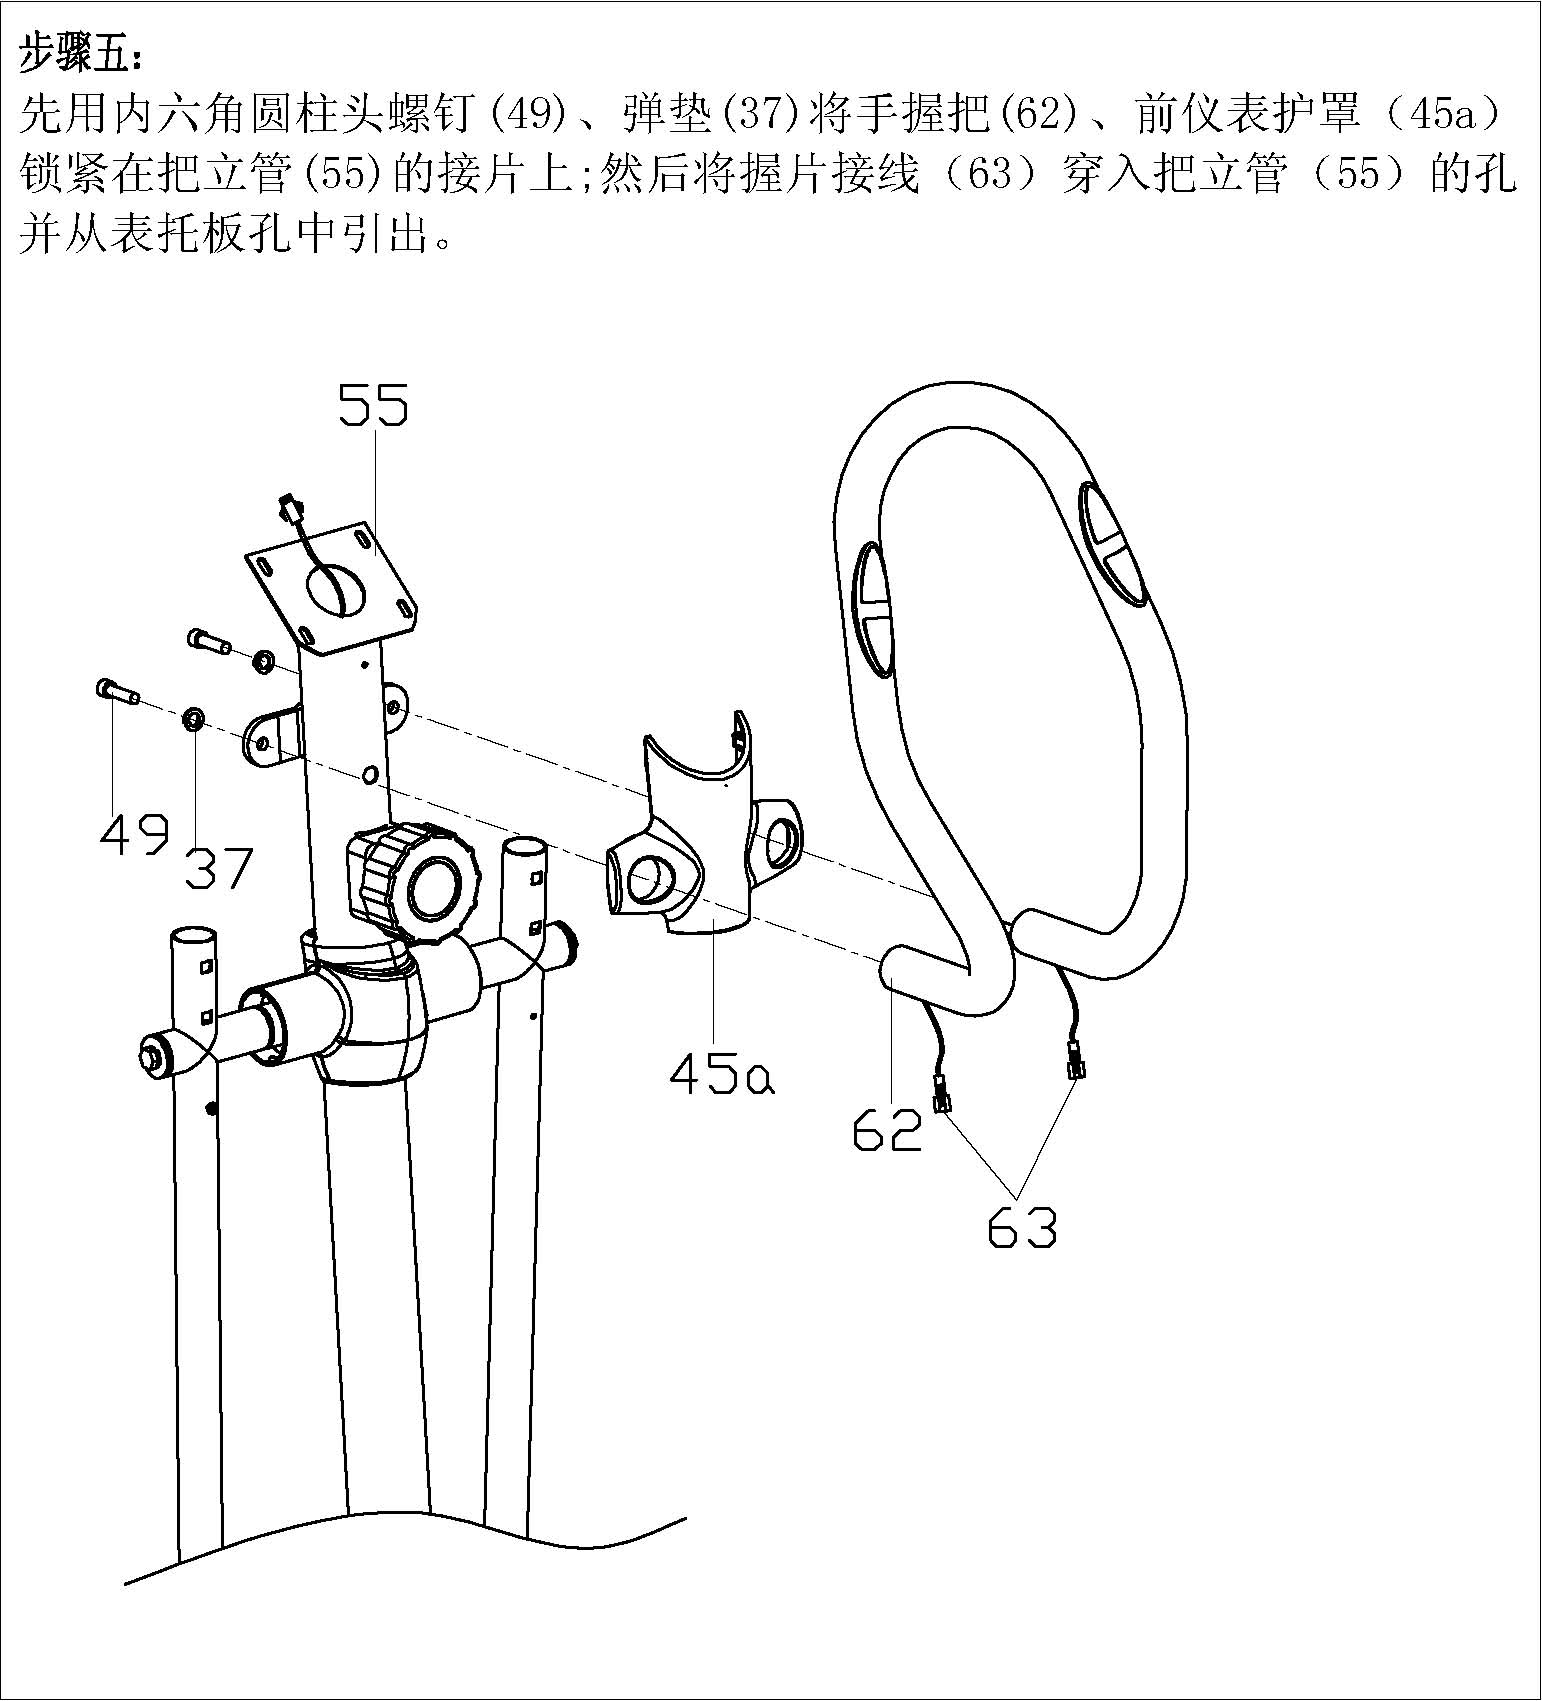 步骤五：
先用内六角圆柱头螺钉(49)、弹垫(37)将手握把(62)、前仪表护罩（45a）
锁紧在把立管(55)的接片上;然后将握片接线（63）穿入把立管（55）的孔
并从表托板孔中引出。
55
49
37
45a
62
63